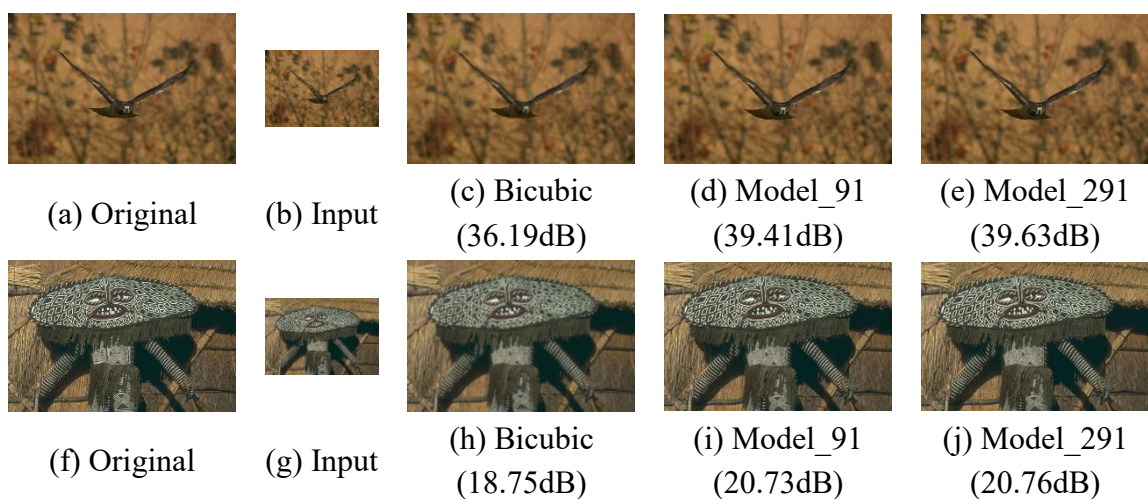 (a) Original
(b) Input
(c) Bicubic
(36.19dB)
(d) Model_91
(39.41dB)
(e) Model_291
(39.63dB)
(f) Original
(g) Input
(h) Bicubic
(18.75dB)
(i) Model_91
(20.73dB)
(j) Model_291
(20.76dB)